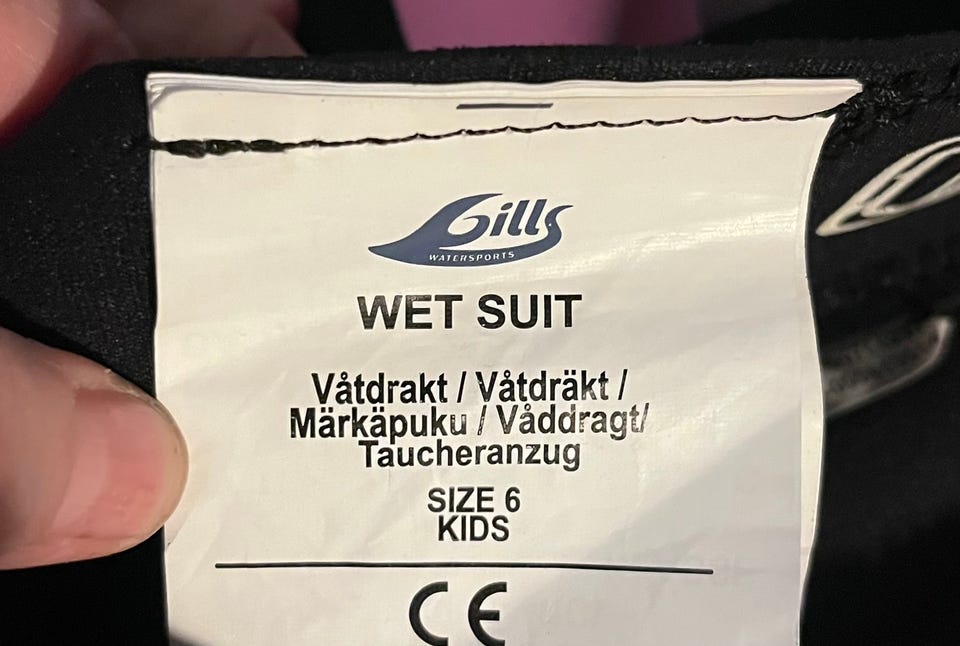 Gills
WATERSPORTS
WET SUIT
Våtdrakt / Våtdräkt /
Märkäpuku / Våddragt/
Taucheranzug
SIZE 6
KIDS
CE